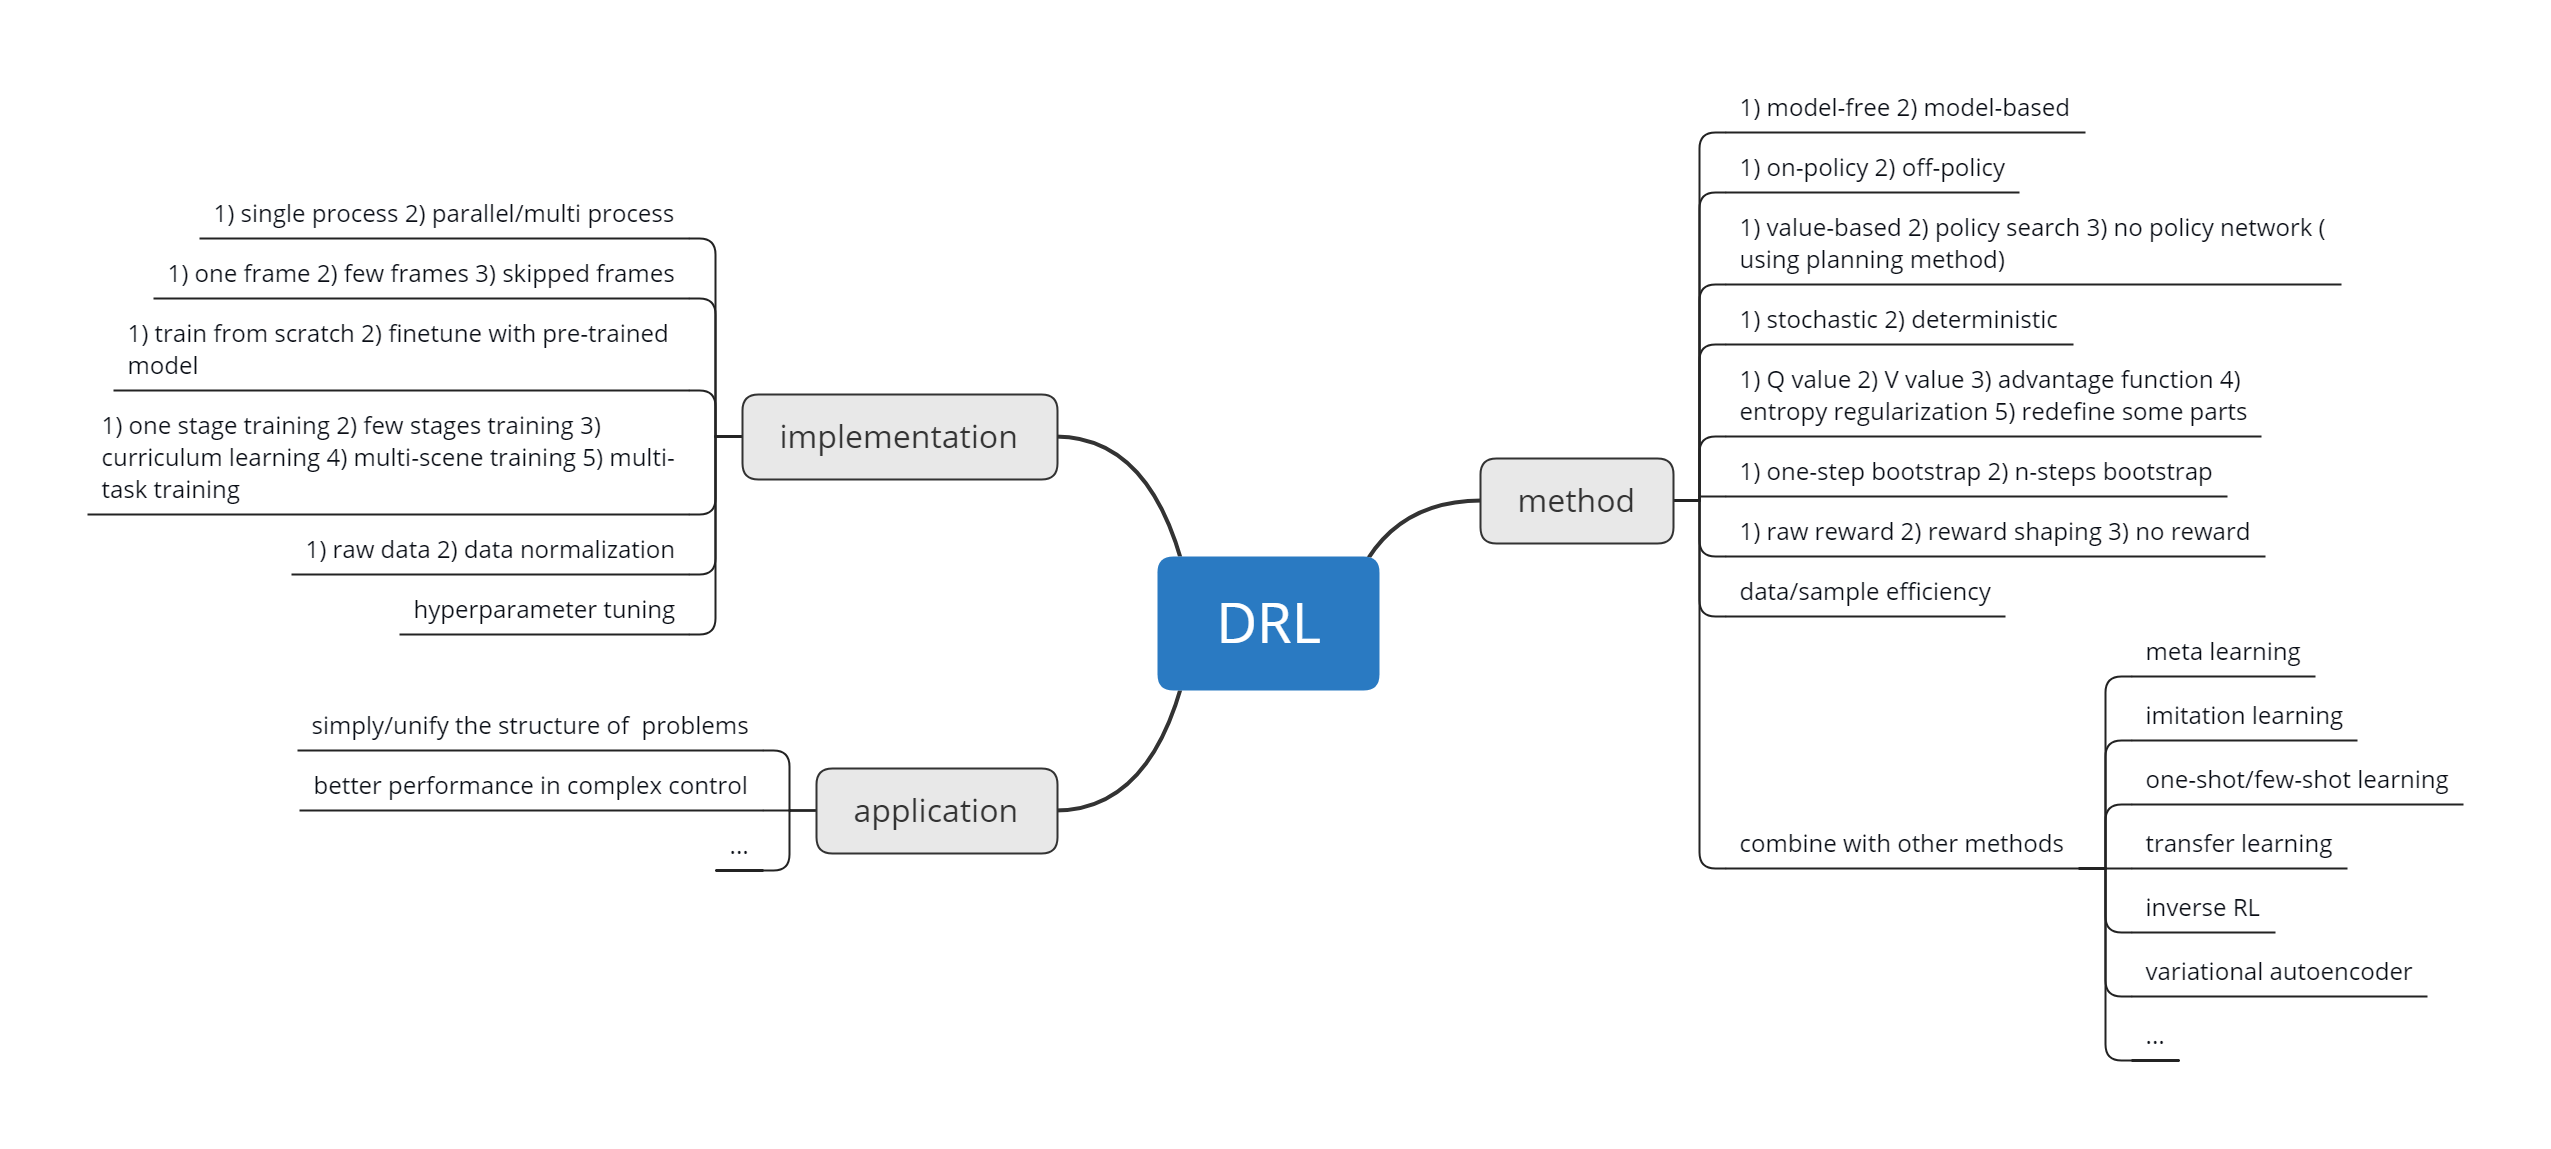 DRL
implementation
1) single process 2) parallel/multi process
1) one frame 2) few frames 3) skipped frames
1) train from scratch 2) finetune with pre-trained
model
1) one stage training 2) few stages training 3)
curriculum learning 4) multi-scene training 5) multi-
task training
1) raw data 2) data normalization
hyperparameter tuning
application
simply/unify the structure of  problems
better performance in complex control
...
method
1) model-free 2) model-based
1) on-policy 2) off-policy
1) value-based 2) policy search 3) no policy network (
using planning method)
1) stochastic 2) deterministic
1) Q value 2) V value 3) advantage function 4)
entropy regularization 5) redefine some parts
1) one-step bootstrap 2) n-steps bootstrap
1) raw reward 2) reward shaping 3) no reward
data/sample efficiency
combine with other methods
meta learning
imitation learning
one-shot/few-shot learning
transfer learning
inverse RL
variational autoencoder
...